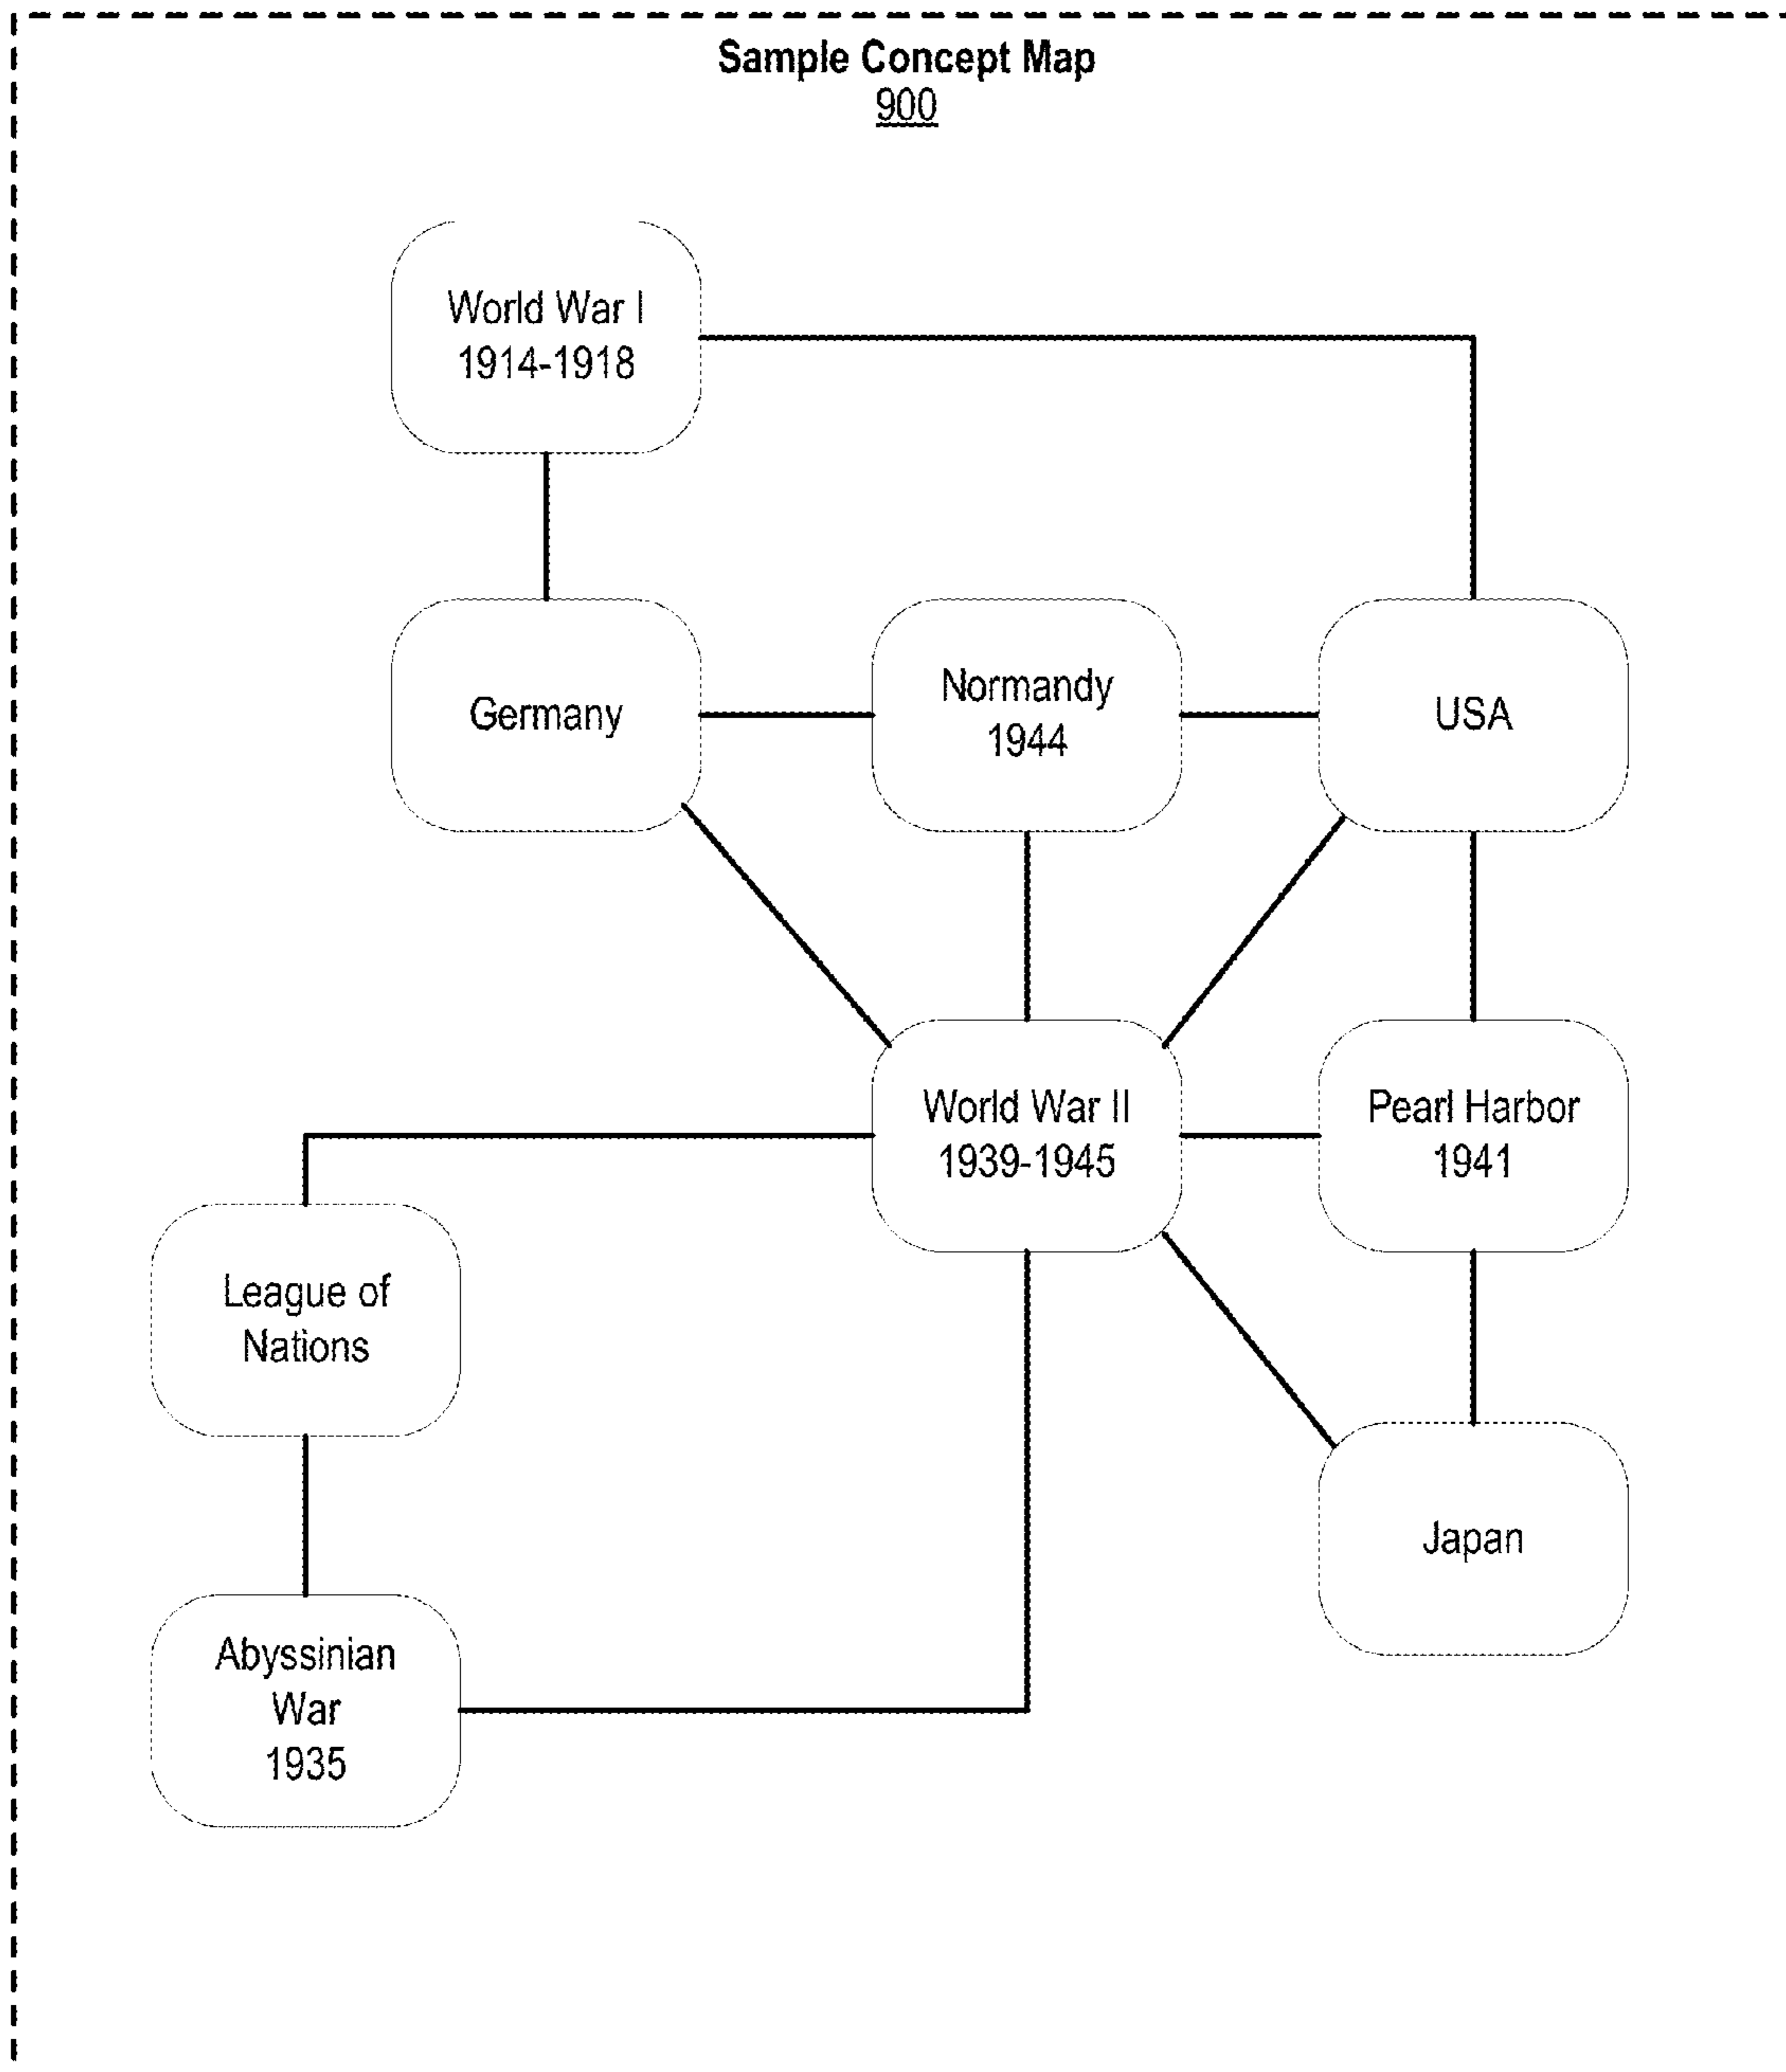 Sample Concept Map
900
World War I
1914-1918
Germany
Normandy
1944
USA
World War II
1939-1945
Pearl Harbor
1941
League of
Nations
Japan
Abyssinian
War
1935